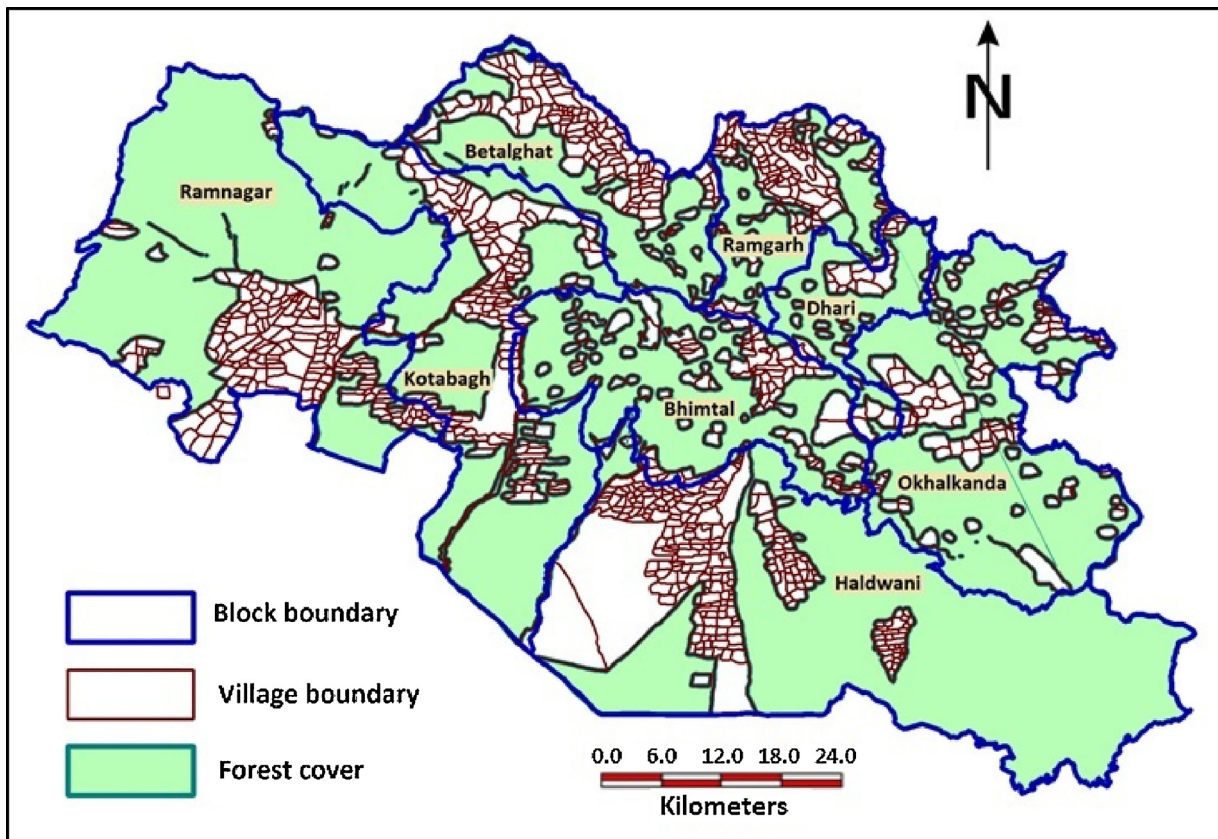 N
Betalghat
Ramnagar
Ramgarh
Dhari
Kotabagh
Bhimtal
Okhalkanda
Haldwani
Block boundary
Village boundary
Forest cover
0.0 6.0 12.0 18.0 24.0
Kilometers